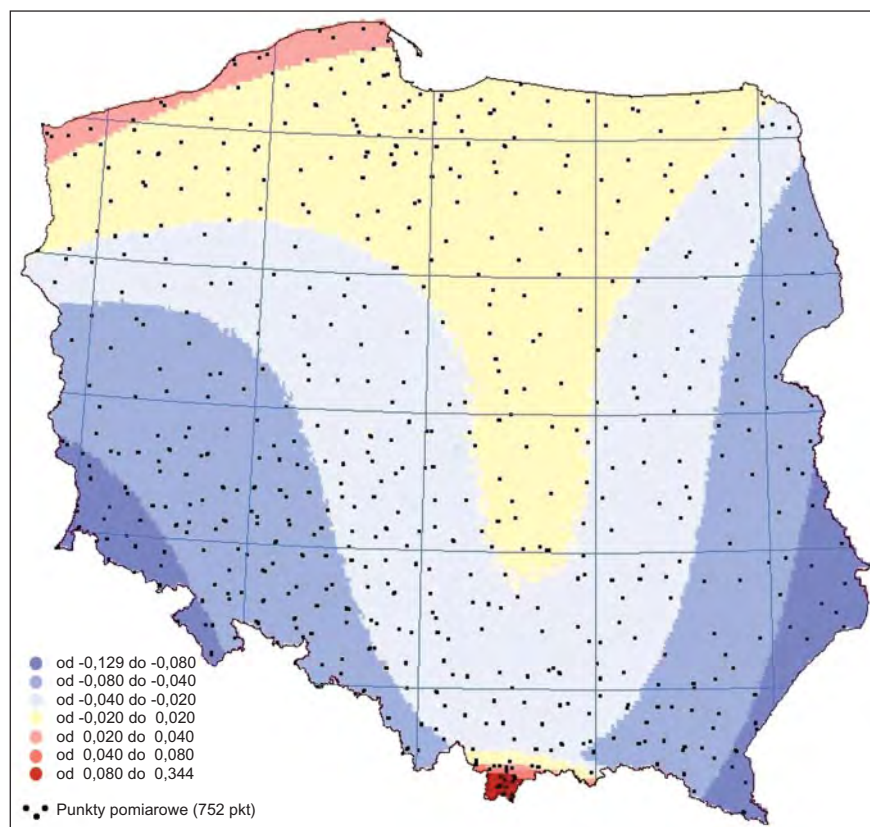 od -0,129 do -0,080
od -0,080 do -0,040
od -0,040 do -0,020
od -0,020 do 0,020
od 0,020 do 0,040
od 0,040 do 0,080
od 0,080 do 0,344
Punkty pomiarowe (752 pkt)